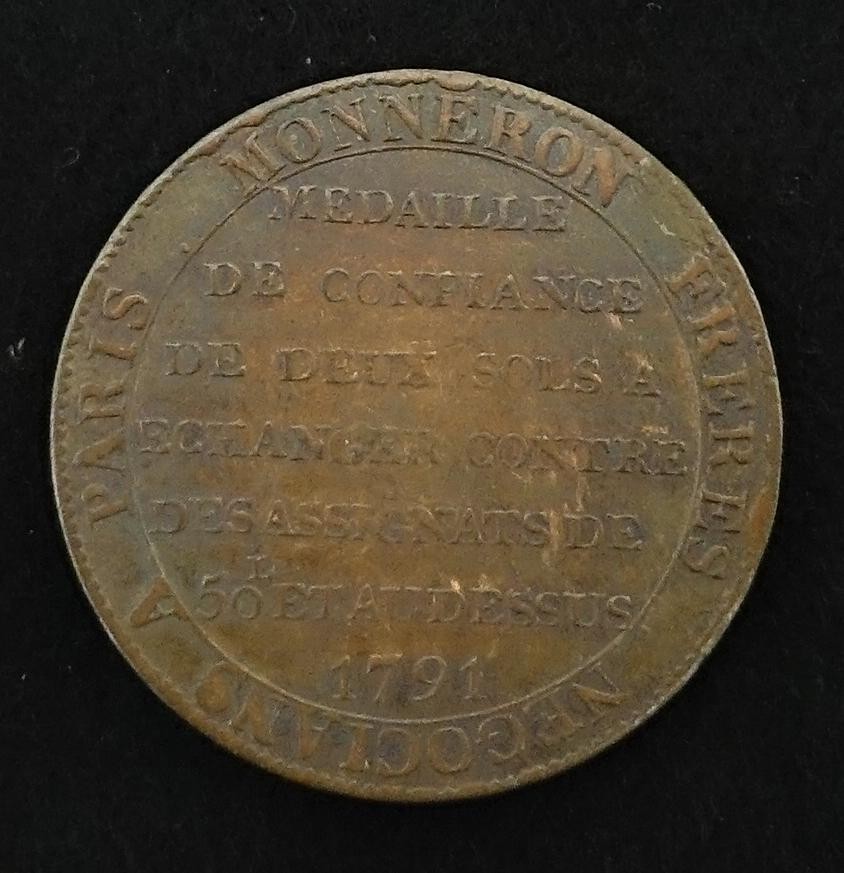 MONNERON FRERES NEGOCIANS A PARIS
MEDAILLE
DE CONFIANCE
DE DEUX SOLS A
ECHANGER CONTRE
DES ASSIGNATS DE
50L ET AU DESSUS
1791